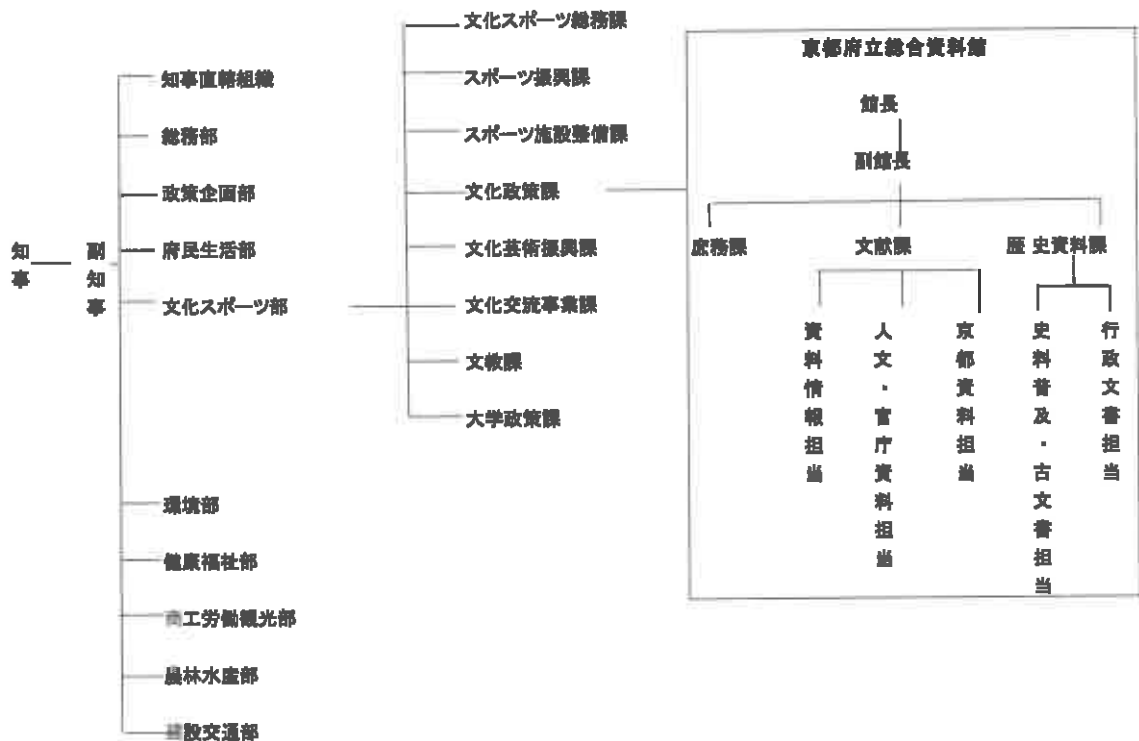 知事
副知事
知事直轄組織
総務部
政策企画部
府民生活部
文化スポーツ部
環境部
健康福祉部
商工労働観光部
農林水産部
建設交通部
文化スポーツ総務課
スポーツ振興課
スポーツ施設整備課
文化政策課
文化芸術振興課
文化交流事業課
文教課
大学政策課
京都府立総合資料館
館長
副館長
庶務課
文献課
歴 史資料課
資料情報担当
人文・官庁資料担当
京都資料担当
史料普及・古文書担当
行政文書担当